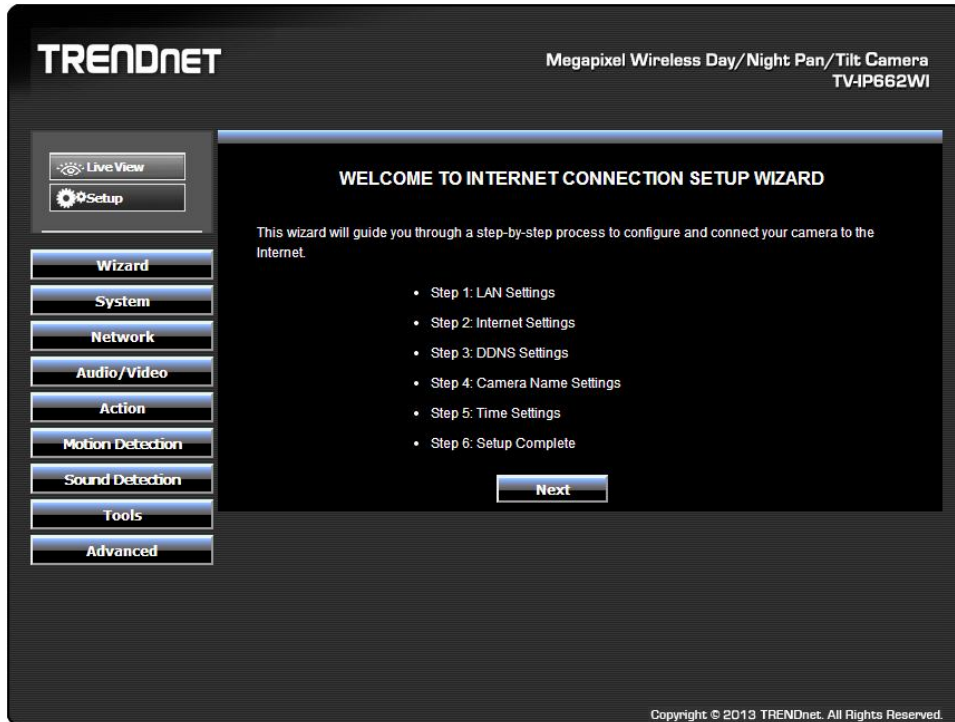 TRENDNET
Megapixel Wireless Day/Night Pan/Tilt Camera
TV-IP662WI
Live View
Setup
Wizard
System
Network
Audio/Video
Action
Motion Detection
Sound Detection
Tools
Advanced
WELCOME TO INTERNET CONNECTION SETUP WIZARD
This wizard will guide you through a step-by-step process to configure and connect your camera to the
Internet.
• Step 1: LAN Settings
• Step 2: Internet Settings
• Step 3: DDNS Settings
• Step 4: Camera Name Settings
• Step 5: Time Settings
• Step 6: Setup Complete
Next
Copyright © 2013 TRENDnet. All Rights Reserved.